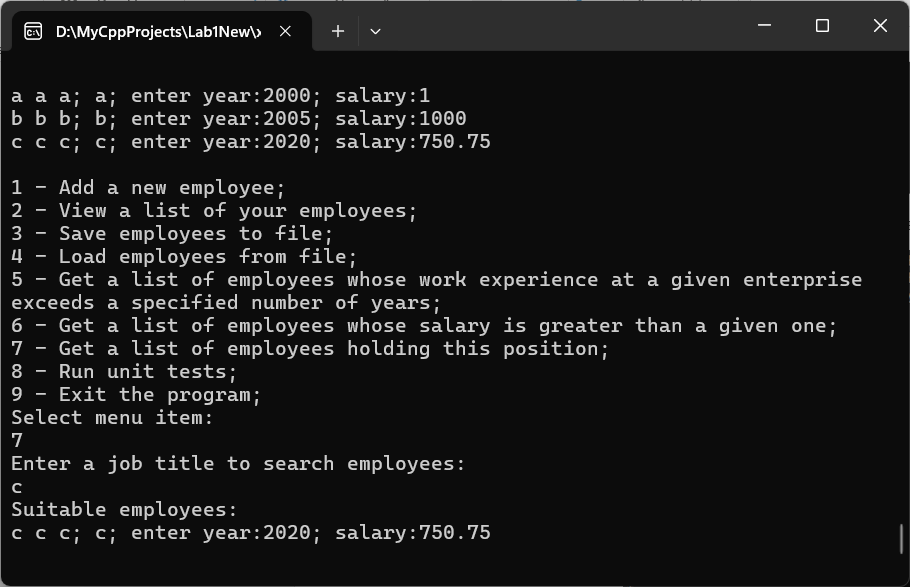 D:\MyCppProjects\Lab1New\x
a a a; a; enter year:2000; salary:1
b b b; b; enter year:2005; salary:1000
c c c; c; enter year:2020; salary:750.75
1 - Add a new employee;
2 - View a list of your employees;
3 - Save employees to file;
4 - Load employees from file;
5 - Get a list of employees whose work experience at a given enterprise
exceeds a specified number of years;
6 - Get a list of employees whose salary is greater than a given one;
7 - Get a list of employees holding this position;
8 - Run unit tests;
9 - Exit the program;
Select menu item:
7
Enter a job title to search employees:
c
Suitable employees:
c c c; c; enter year:2020; salary:750.75